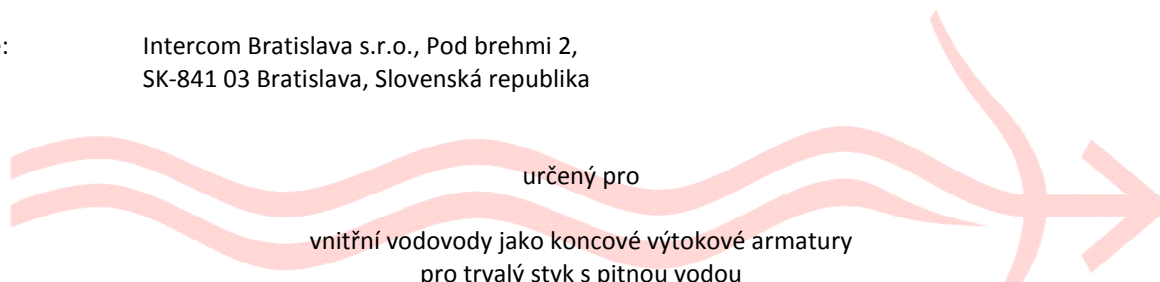 e: Intercom Bratislava s.r.o., Pod brehmi 2,
SK-841 03 Bratislava, Slovenská republika
určený pro
vnitřní vodovody jako koncové výtokové armatury
pro trvalý styk s pitnou vodou